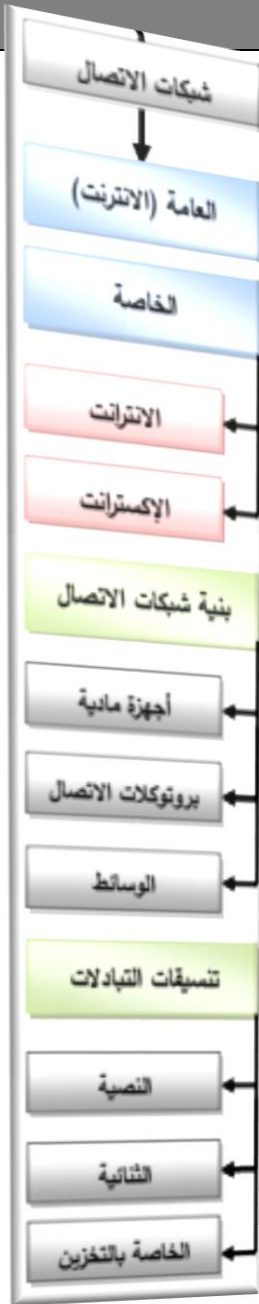 شبكات الاتصال
العامة (الانترنت)
الخاصة
الانترانت
الإكسترانت
بنية شبكات الاتصال
أجهزة مادية
بروتوكلات الاتصال
الوسائط
تنسيقات التبادلات
النصية
الثنائية
الخاصة بالتخزين